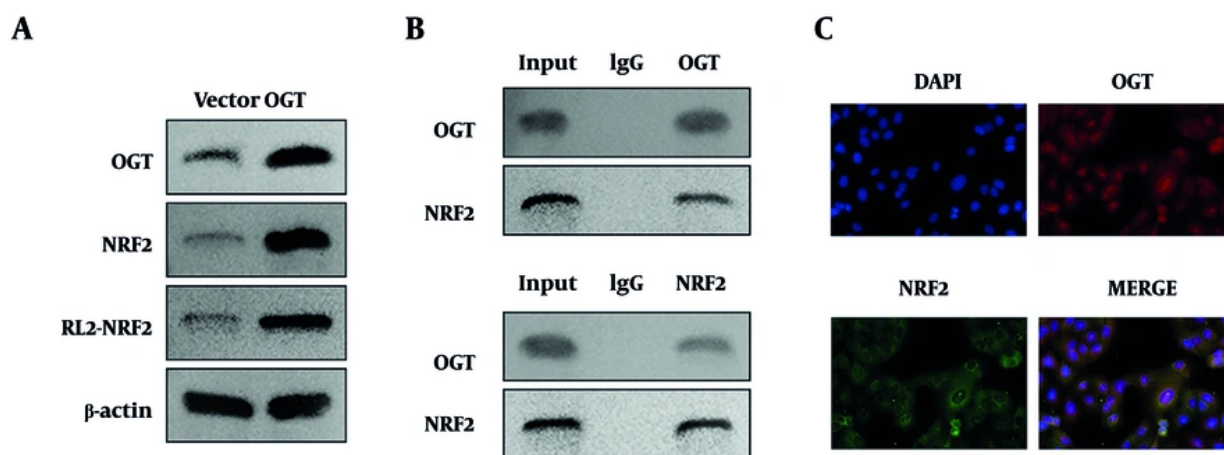 A
Vector OGT
OGT
NRF2
RL2-NRF2
β-actin
B
Input IgG OGT
OGT
NRF2
Input IgG NRF2
OGT
NRF2
C
DAPI OGT
NRF2 MERGE